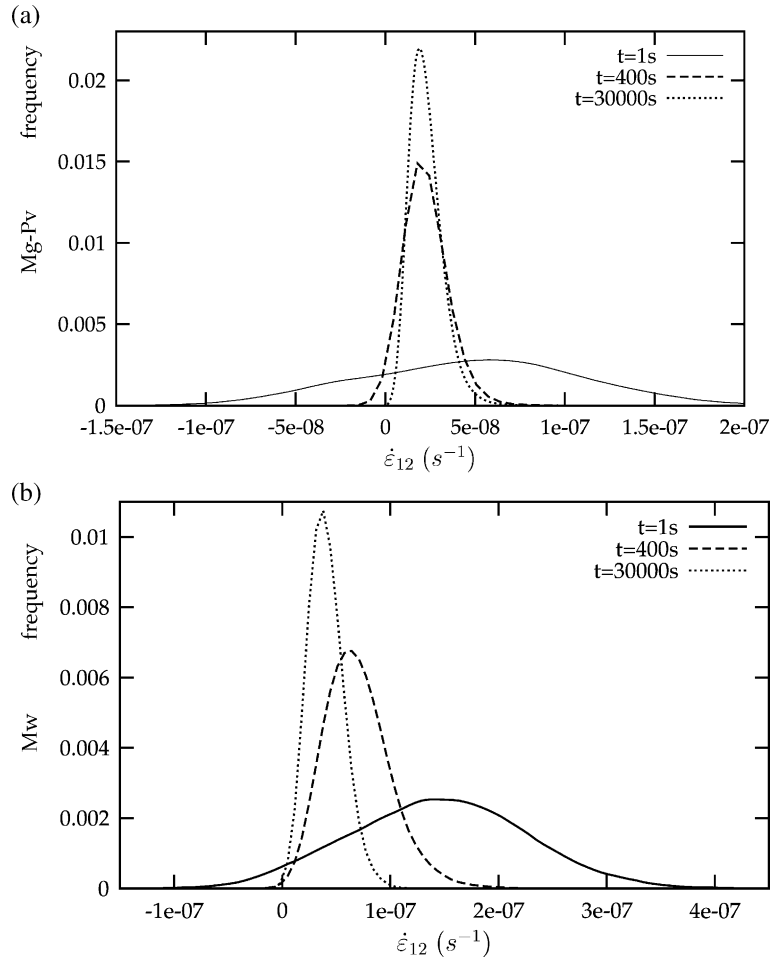 (a)
Mg-Pv frequency
t=1s
t=400s
t=30000s
0.02
0.015
0.01
0.005
0
-1.5e-07 -1e-07 -5e-08 0 5e-08 1e-07 1.5e-07 2e-07
ε̇₁₂ (s⁻¹)
(b)
Mw frequency
t=1s
t=400s
t=30000s
0.01
0.008
0.006
0.004
0.002
0
-1e-07 0 1e-07 2e-07 3e-07 4e-07
ε̇₁₂ (s⁻¹)